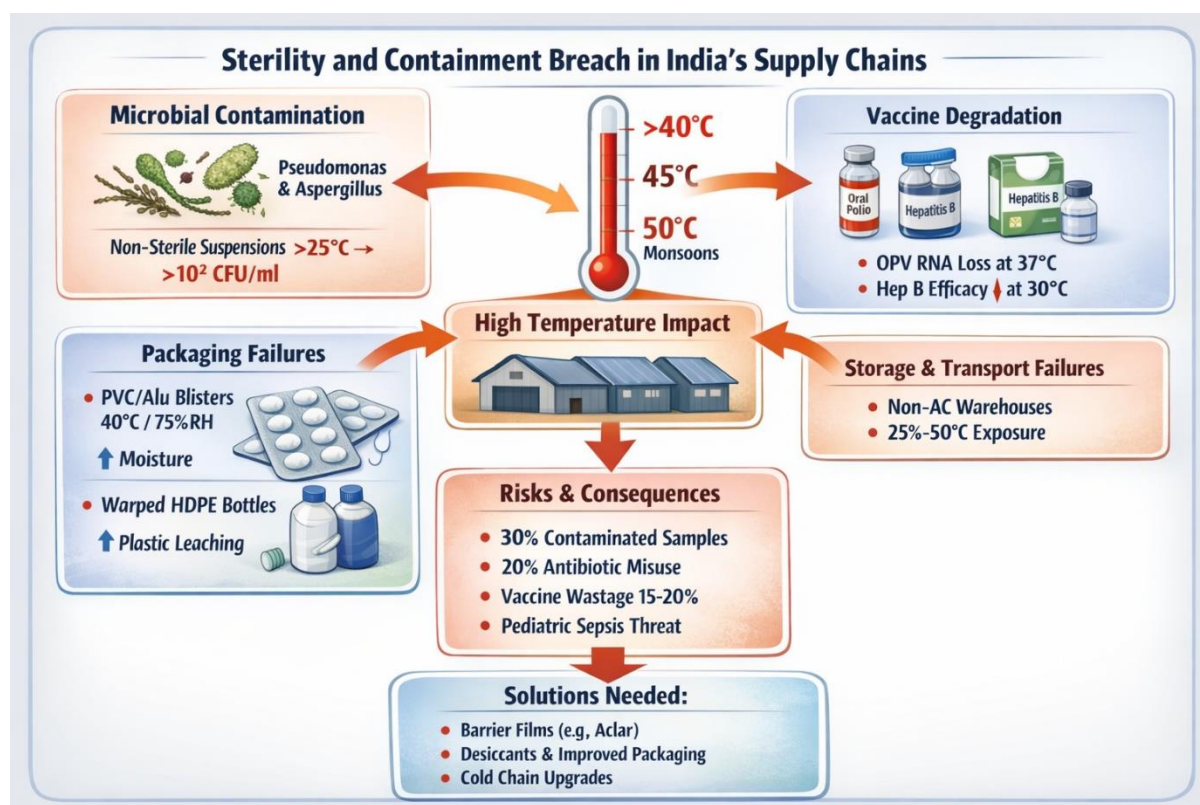 Sterility and Containment Breach in India's Supply Chains
Microbial Contamination
Pseudomonas
& Aspergillus
Non-Sterile Suspensions >25°C →
>10² CFU/ml
>40°C
45°C
50°C
Monsoons
Vaccine Degradation
Oral
Polio
Hepatitis B
Hepatitis B
• OPV RNA Loss at 37°C
• Hep B Efficacy at 30°C
High Temperature Impact
Packaging Failures
• PVC/Alu Blisters
40°C / 75%RH
↑ Moisture
• Warped HDPE Bottles
↑ Plastic Leaching
Storage & Transport Failures
• Non-AC Warehouses
• 25%-50°C Exposure
Risks & Consequences
• 30% Contaminated Samples
• 20% Antibiotic Misuse
• Vaccine Wastage 15-20%
• Pediatric Sepsis Threat
Solutions Needed:
• Barrier Films (e.g, Aclar)
• Desiccants & Improved Packaging
• Cold Chain Upgrades